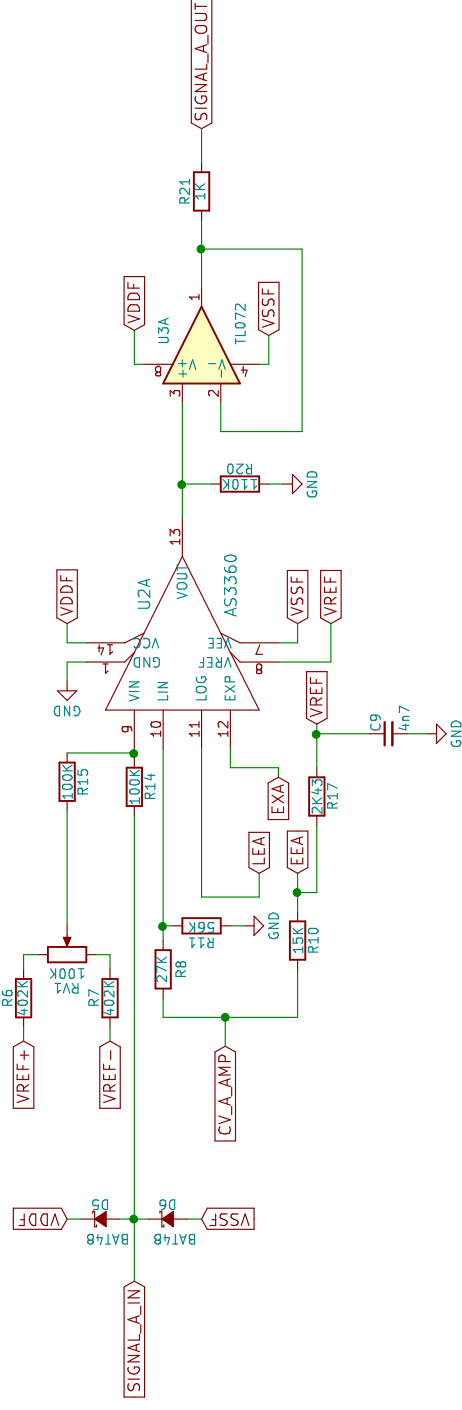 SIGNAL_A_OUT
R21
1K
1
VDDF
U3A
TL072
VSSF
8
V+
+
V-
-
4
3
2
R20
110K
GND
13
VOUT
U2A
AS3360
VDDF
VSSF
VREF
14
VCC
VEE
7
1
GND
VREF
8
GND
VIN
LIN
LOG
EXP
9
10
11
12
VREF
C9
4n7
GND
R15
100K
R14
100K
R17
2K43
EXA
LEA
EEA
RV1
100K
R11
56K
GND
R10
15K
R8
27K
R6
402K
R7
402K
VREF+
VREF-
CV_A_AMP
VDDF
D5
BAT48
D6
BAT48
VSSF
SIGNAL_A_IN